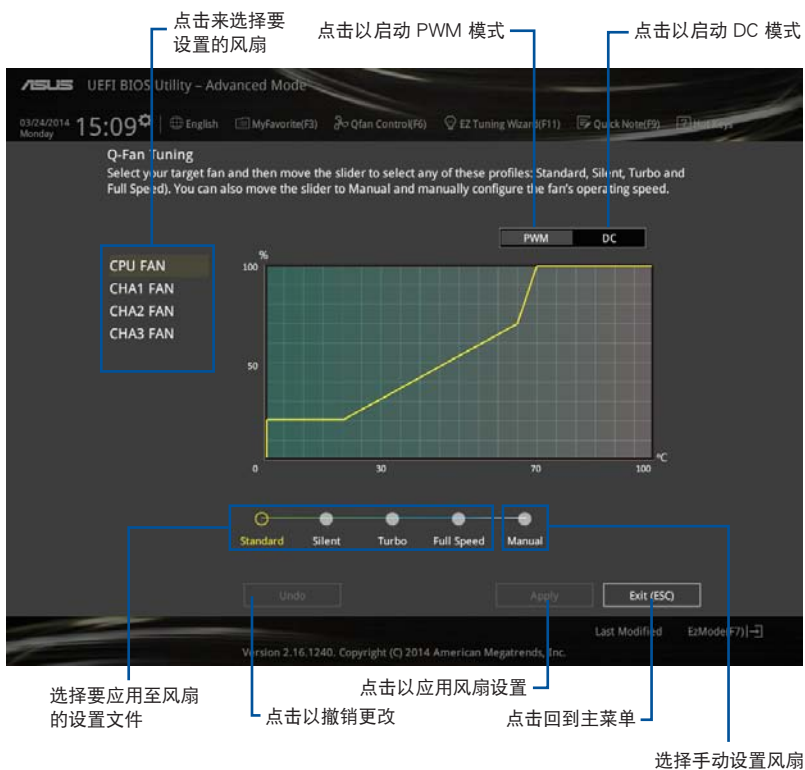 点击来选择要
设置的风扇
点击以启动 PWM 模式
点击以启动 DC 模式
ASUS UEFI BIOS Utility – Advanced Mode
03/24/2014
Monday
15:09
English
MyFavorite(F3)
Qfan Control(F6)
EZ Tuning Wizard(F11)
Quick Note(F9)
Hot Keys
Q-Fan Tuning
Select your target fan and then move the slider to select any of these profiles: Standard, Silent, Turbo and
Full Speed). You can also move the slider to Manual and manually configure the fan's operating speed.
PWM
DC
CPU FAN
CHA1 FAN
CHA2 FAN
CHA3 FAN
%
100
50
0
30
70
100
℃
Standard
Silent
Turbo
Full Speed
Manual
Undo
Apply
Exit (ESC)
Last Modified
EzMode(F7)
Version 2.16.1240. Copyright (C) 2014 American Megatrends, Inc.
选择要应用至风扇
的设置文件
点击以撤销更改
点击以应用风扇设置
点击回到主菜单
选择手动设置风扇